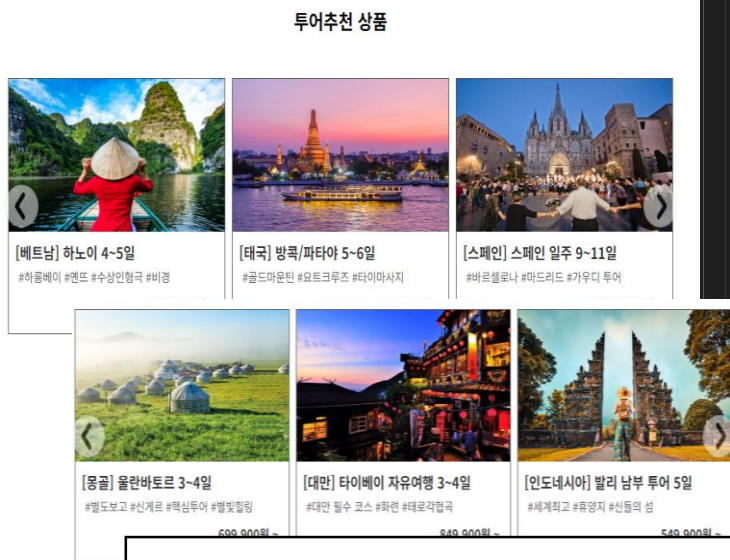 투어추천 상품
[베트남] 하노이 4~5일
#하롱베이 #옌뜨 #수상인형극 #비경
[태국] 방콕/파타야 5~6일
#골드마운틴 #요트크루즈 #타이마사지
[스페인] 스페인 일주 9~11일
#바르셀로나 #마드리드 #가우디 투어
[몽골] 울란바토르 3~4일
#별도보고 #신게르 #핵심투어 #별빛힐링
699,900원 ~
[대만] 타이베이 자유여행 3~4일
#대만 필수 코스 #화련 #태로각협곡
849,900원 ~
[인도네시아] 발리 남부 투어 5일
#세계최고 #휴양지 #신들의 섬
549,900원 ~